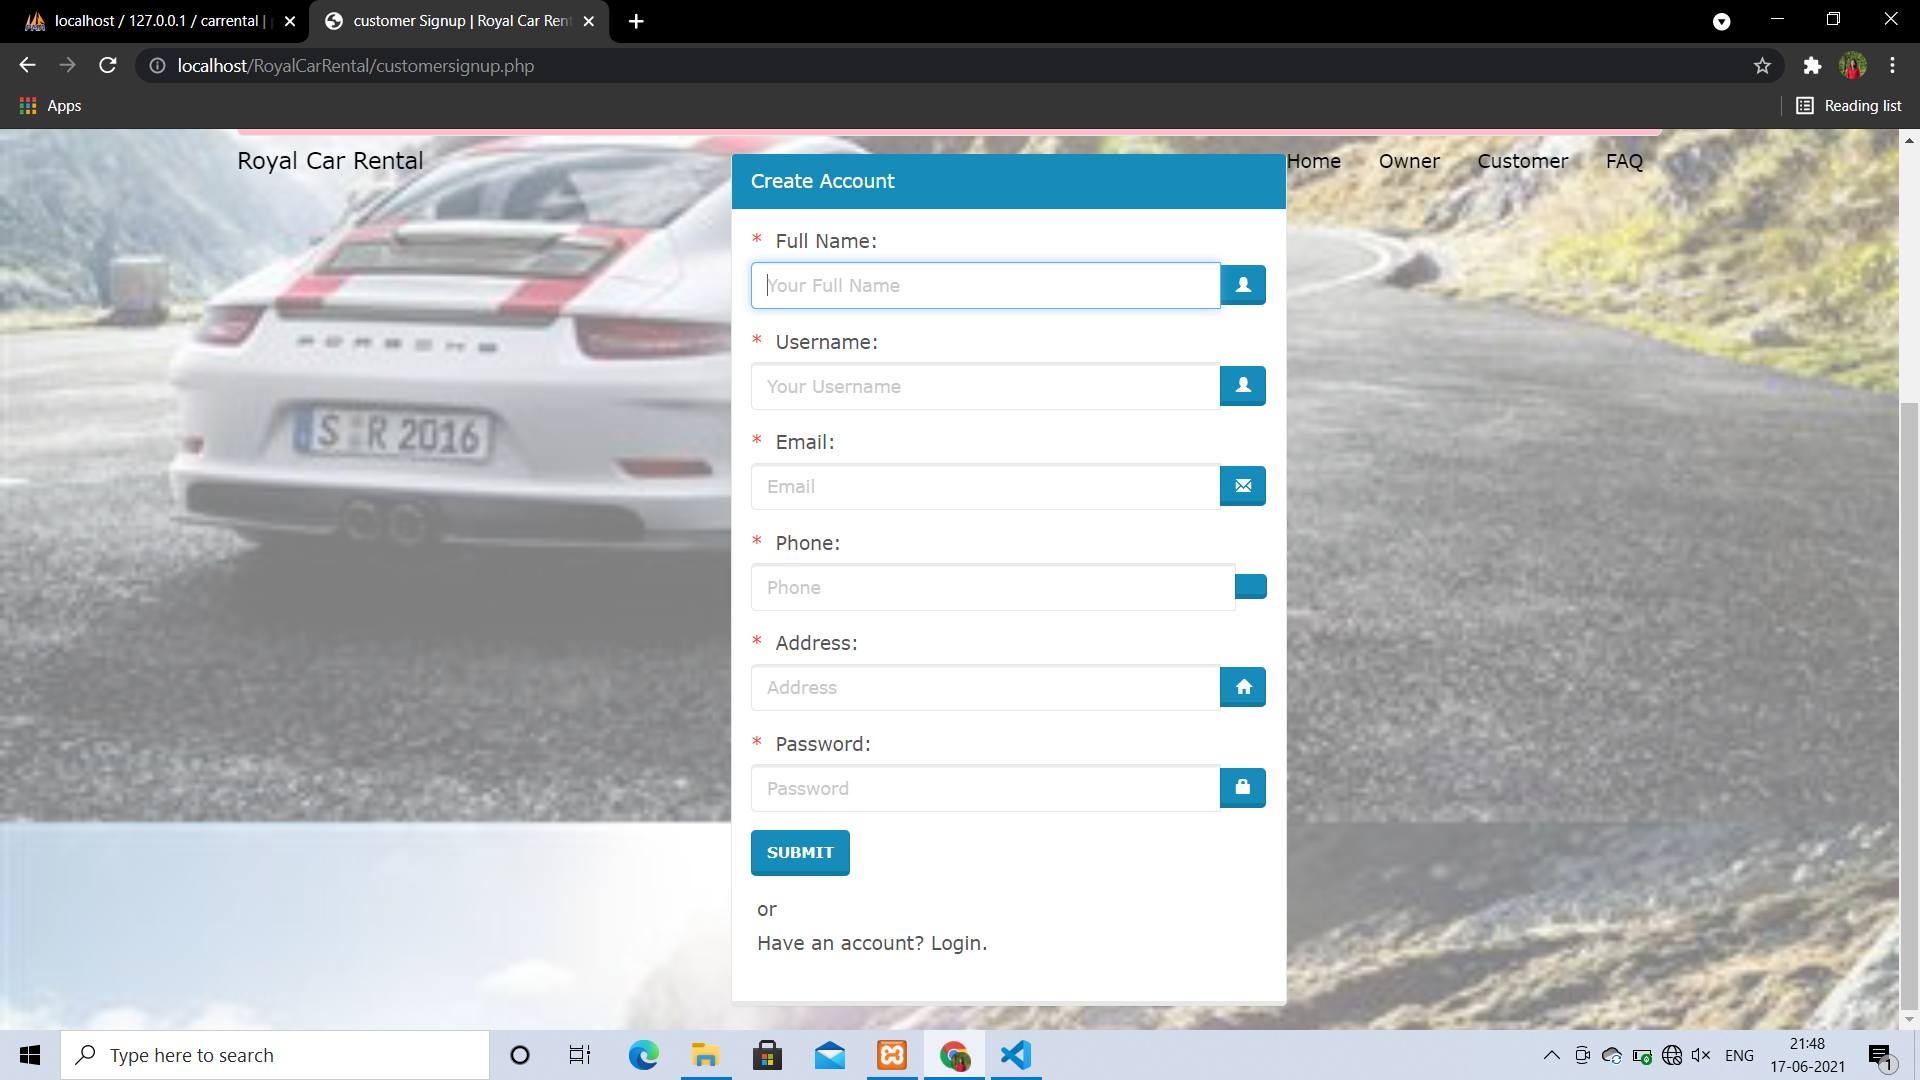 localhost / 127.0.0.1 / carrental |
customer Signup | Royal Car Ren
localhost/RoyalCarRental/customersignup.php
Apps
Reading list
Royal Car Rental
Home
Owner
Customer
FAQ
Create Account
* Full Name:
Your Full Name
* Username:
Your Username
* Email:
Email
* Phone:
Phone
* Address:
Address
* Password:
Password
SUBMIT
or
Have an account? Login.
PORSCHE
S R 2016
Type here to search
ENG
21:48
17-06-2021
1